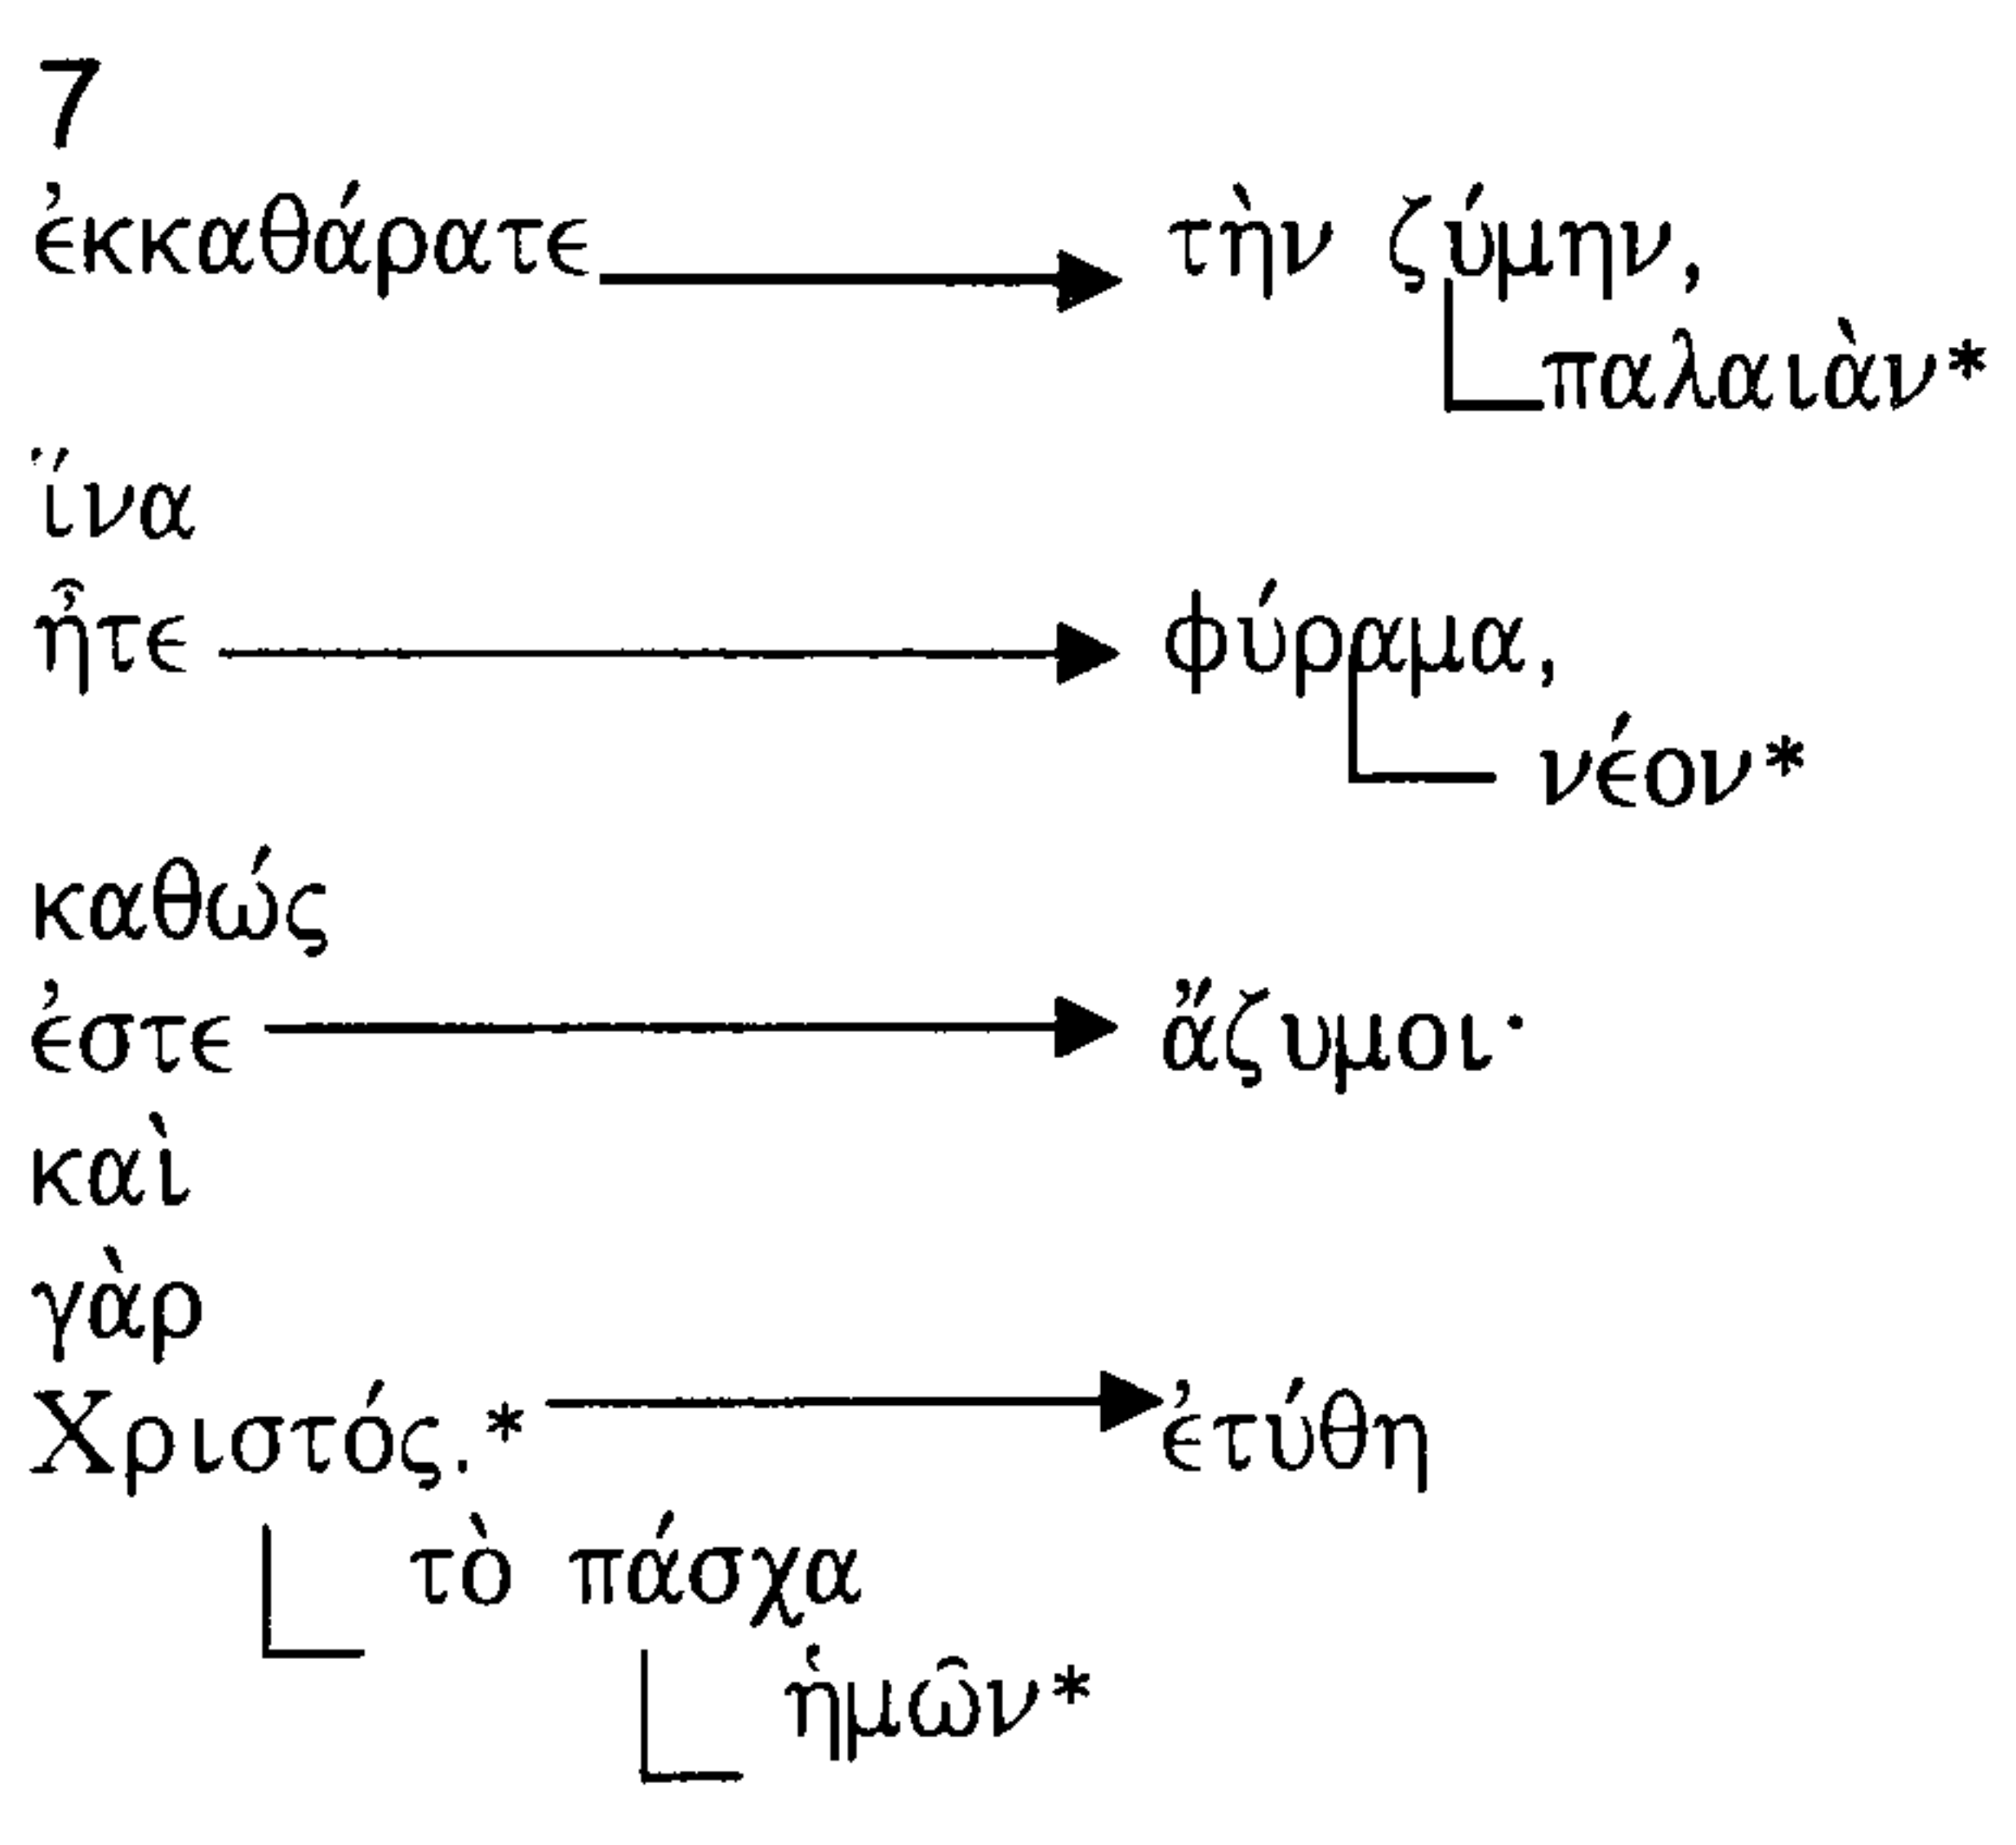 7
ἐκκαθάρατε τὴν ζύμην,
παλαιὰν*
ἵνα
ἦτε φύραμα,
νέον*
καθώς
ἐστε ἄζυμοι·
καὶ
γὰρ
Χριστός.* ἐτύθη
τὸ πάσχα
ἡμῶν*